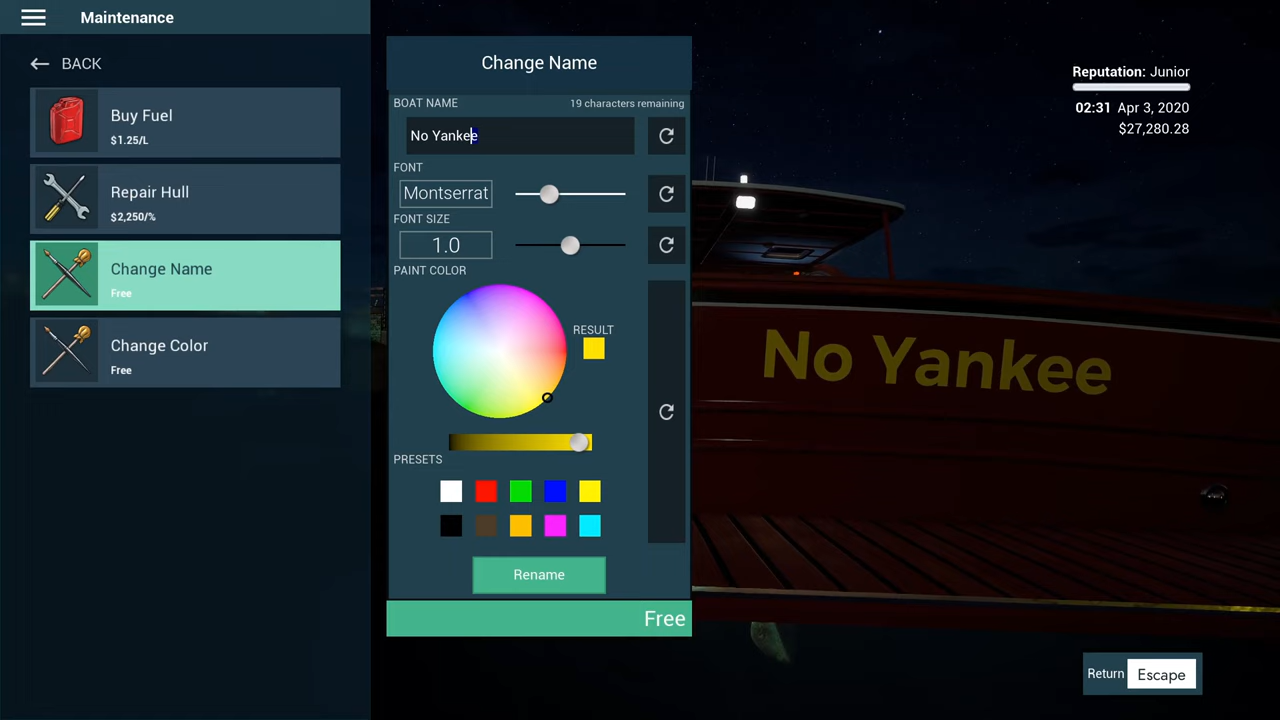 Maintenance
BACK
Buy Fuel
$1.25/L
Repair Hull
$2,250/%
Change Name
Free
Change Color
Free
Change Name
BOAT NAME
19 characters remaining
No Yankee
FONT
Montserrat
FONT SIZE
1.0
PAINT COLOR
RESULT
PRESETS
Rename
Free
Reputation: Junior
02:31 Apr 3, 2020
$27,280.28
No Yankee
Return Escape